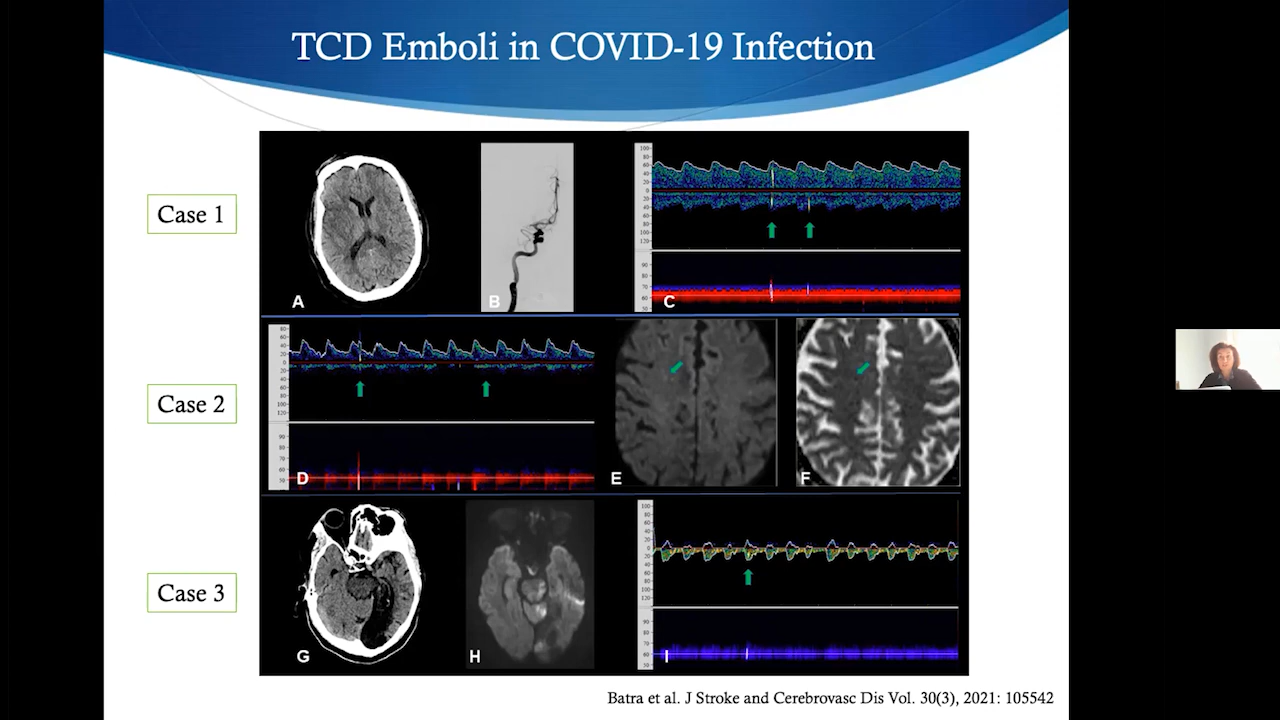 TCD Emboli in COVID-19 Infection
Case 1
A
B
C
Case 2
D
E
F
Case 3
G
H
I
Batra et al. J Stroke and Cerebrovasc Dis Vol. 30(3), 2021: 105542